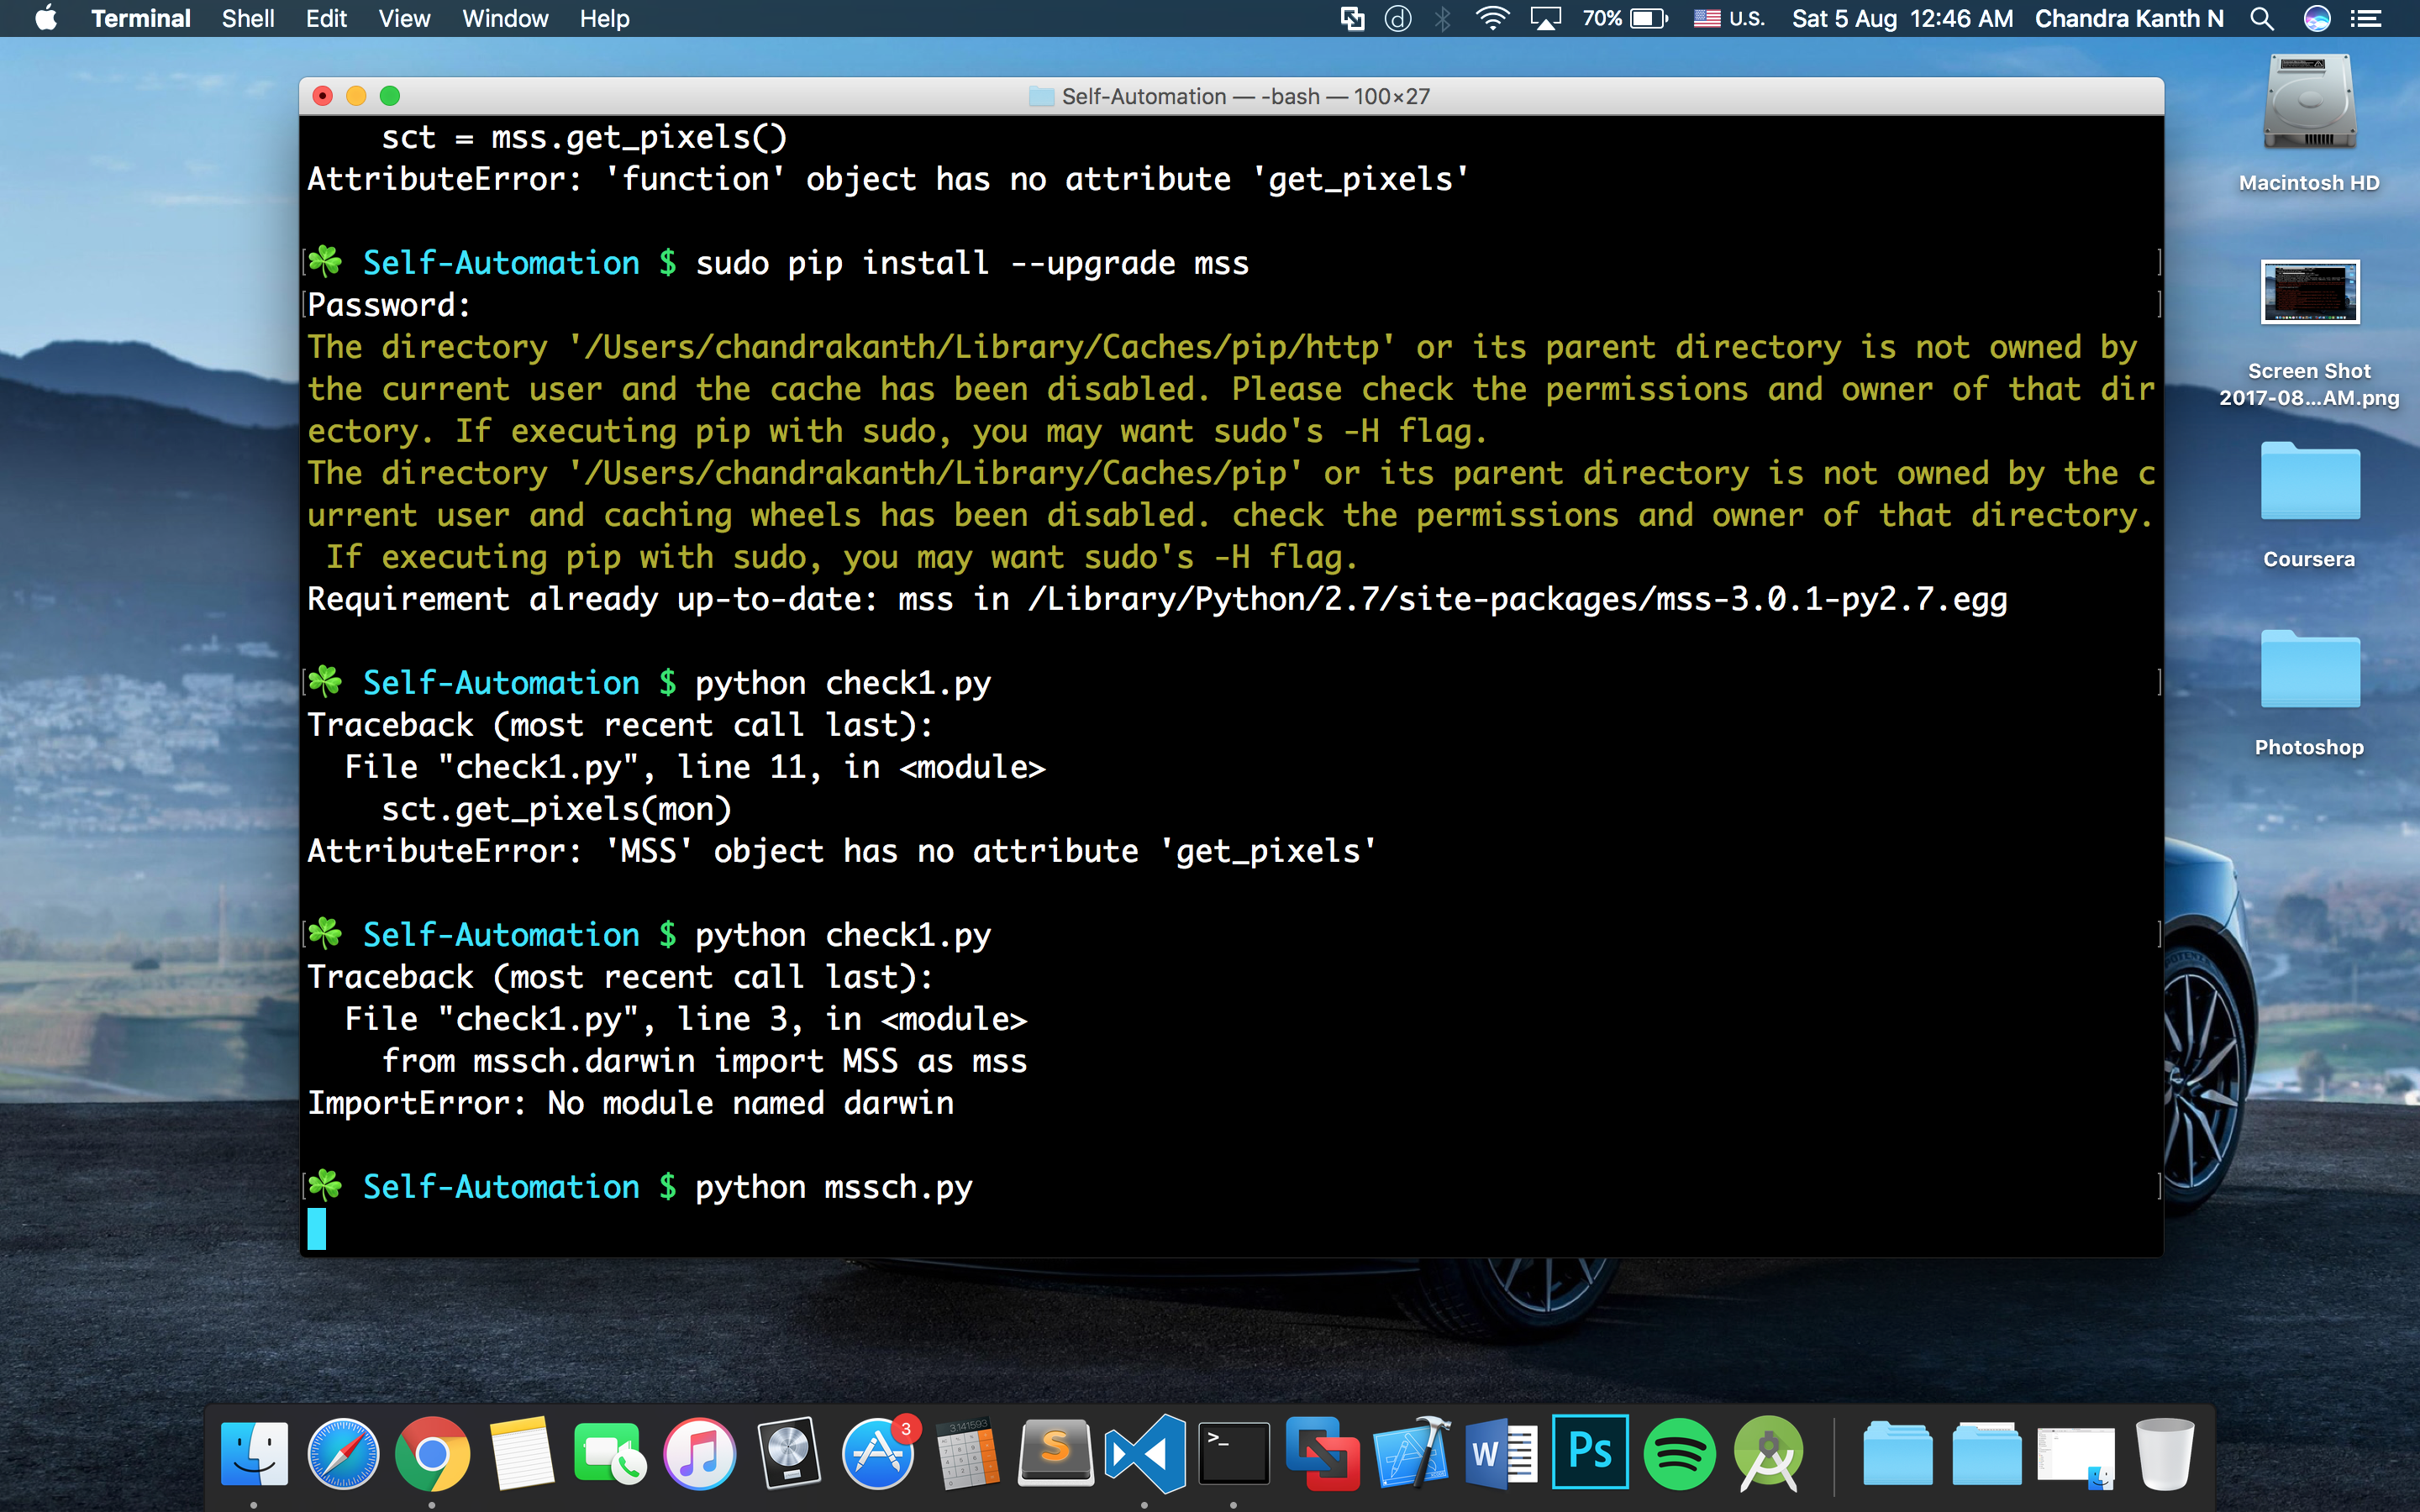 Terminal Shell Edit View Window Help 70% U.S. Sat 5 Aug 12:46 AM Chandra Kanth N
Self-Automation — -bash — 100×27
sct = mss.get_pixels()
AttributeError: 'function' object has no attribute 'get_pixels'
Self-Automation $ sudo pip install --upgrade mss
Password:
The directory '/Users/chandrakanth/Library/Caches/pip/http' or its parent directory is not owned by
the current user and the cache has been disabled. Please check the permissions and owner of that dir
ectory. If executing pip with sudo, you may want sudo's -H flag.
The directory '/Users/chandrakanth/Library/Caches/pip' or its parent directory is not owned by the c
urrent user and caching wheels has been disabled. check the permissions and owner of that directory.
If executing pip with sudo, you may want sudo's -H flag.
Requirement already up-to-date: mss in /Library/Python/2.7/site-packages/mss-3.0.1-py2.7.egg
Self-Automation $ python check1.py
Traceback (most recent call last):
File "check1.py", line 11, in <module>
sct.get_pixels(mon)
AttributeError: 'MSS' object has no attribute 'get_pixels'
Self-Automation $ python check1.py
Traceback (most recent call last):
File "check1.py", line 3, in <module>
from mssch.darwin import MSS as mss
ImportError: No module named darwin
Self-Automation $ python mssch.py
Macintosh HD
Screen Shot
2017-08...AM.png
Coursera
Photoshop
3
3.141593
S
>_
W
Ps